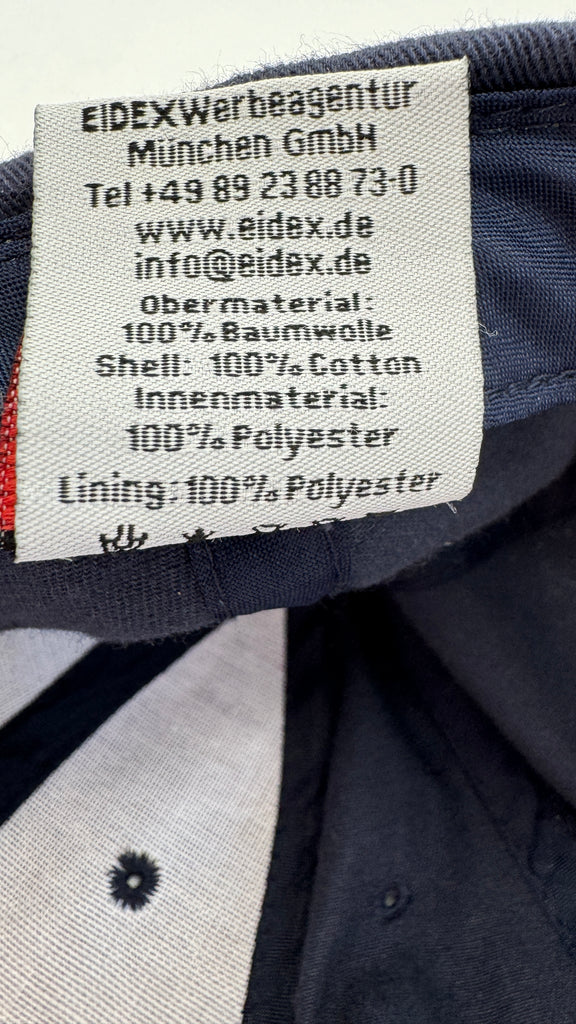 EIDEXWerbeagentur
München GmbH
Tel +49 89 23 88 73-0
www.eidex.de
info@eidex.de
Obermaterial:
100% Baumwolle
Shell: 100% Cotton
Innenmaterial:
100% Polyester
Lining: 100% Polyester